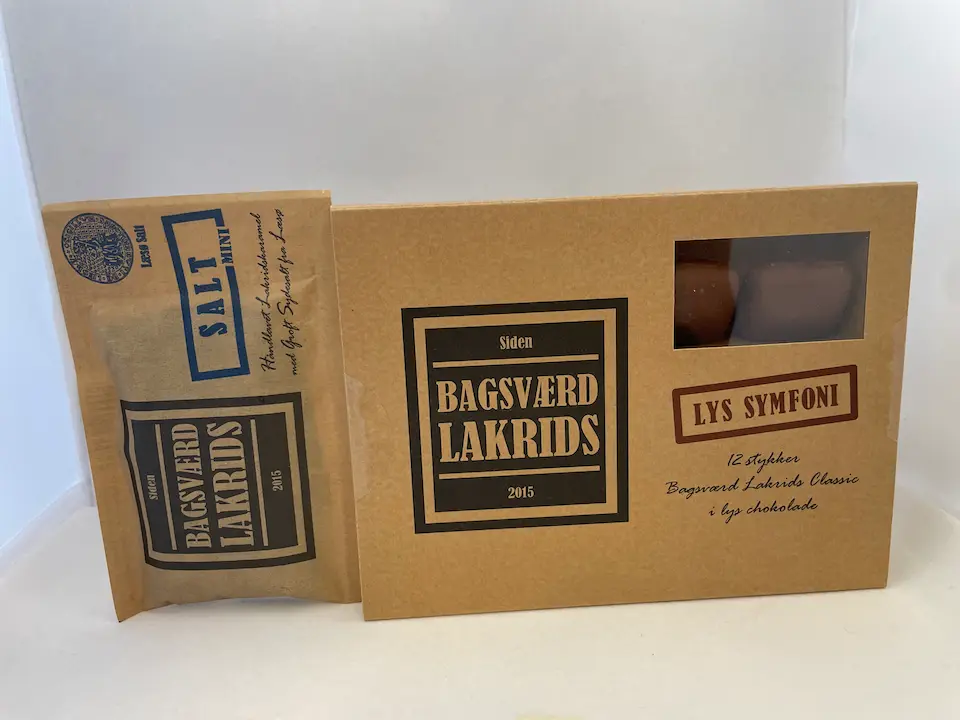 Læsø Salt
SALT
MINI
Håndlavet Lakridskaramel
med Groft Sydesalt fra Læsø
Siden
BAGSVÆRD
LAKRIDS
2015
Siden
BAGSVÆRD
LAKRIDS
2015
LYS SYMFONI
12 stykker
Bagsværd Lakrids Classic
i lys chokolade